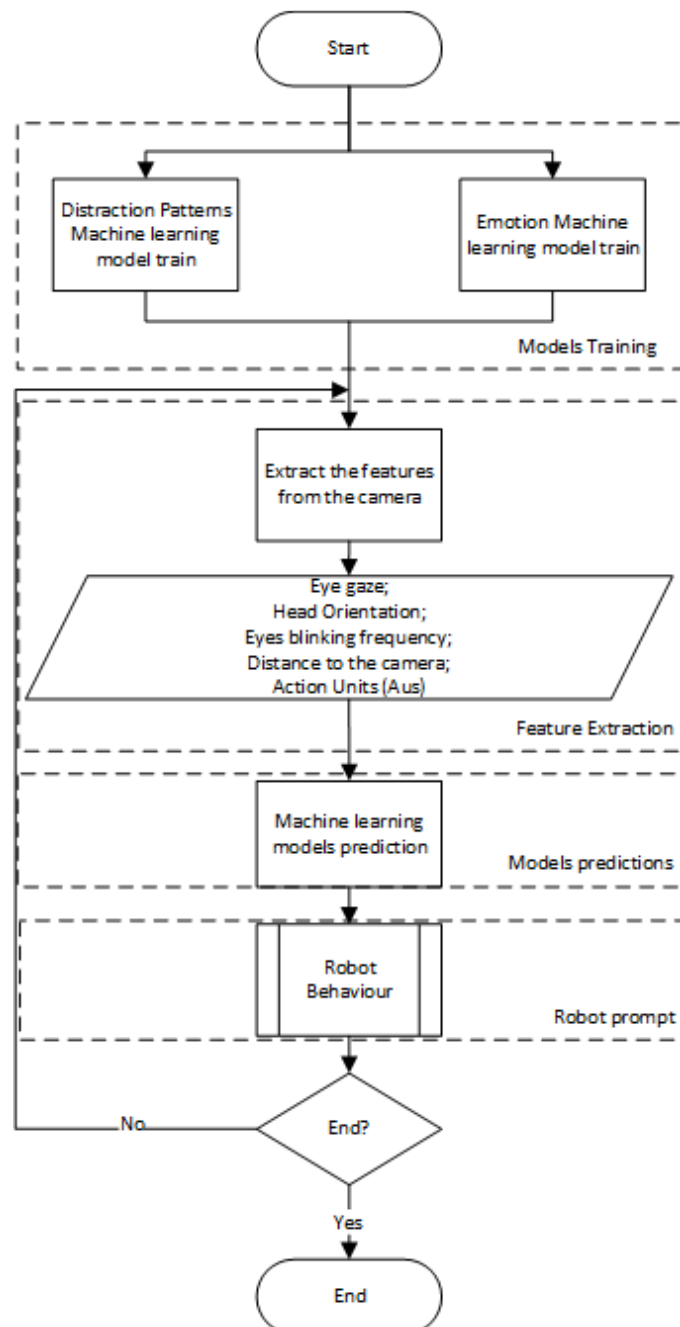 Start
Distraction Patterns
Machine learning
model train
Emotion Machine
learning model train
Models Training
Extract the features
from the camera
Eye gaze;
Head Orientation;
Eyes blinking frequency;
Distance to the camera;
Action Units (Aus)
Feature Extraction
Machine learning
models prediction
Models predictions
Robot
Behaviour
Robot prompt
End?
No
Yes
End